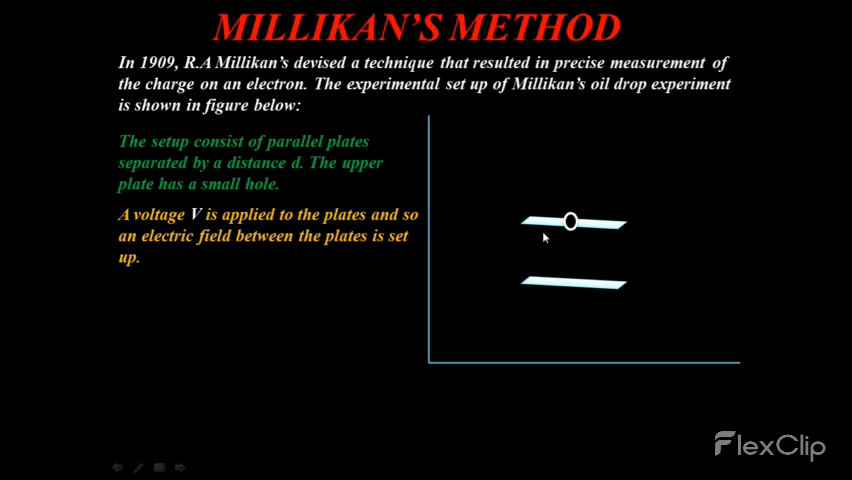 MILLIKAN'S METHOD
In 1909, R.A Millikan's devised a technique that resulted in precise measurement of
the charge on an electron. The experimental set up of Millikan's oil drop experiment
is shown in figure below:
The setup consist of parallel plates
separated by a distance d. The upper
plate has a small hole.
A voltage V is applied to the plates and so
an electric field between the plates is set
up.
FlexClip